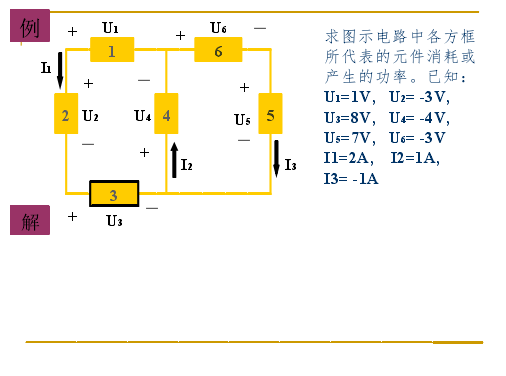 例
+ U1 + U6 —
1 6
I1
+ — +
2 U2 U4 4 U5 5
— + —
I2 I3
3
+ U3 —
解
求图示电路中各方框
所代表的元件消耗或
产生的功率。已知:
U1=1V, U2= -3V,
U3=8V, U4= -4V,
U5=7V, U6= -3V
I1=2A, I2=1A,
I3= -1A